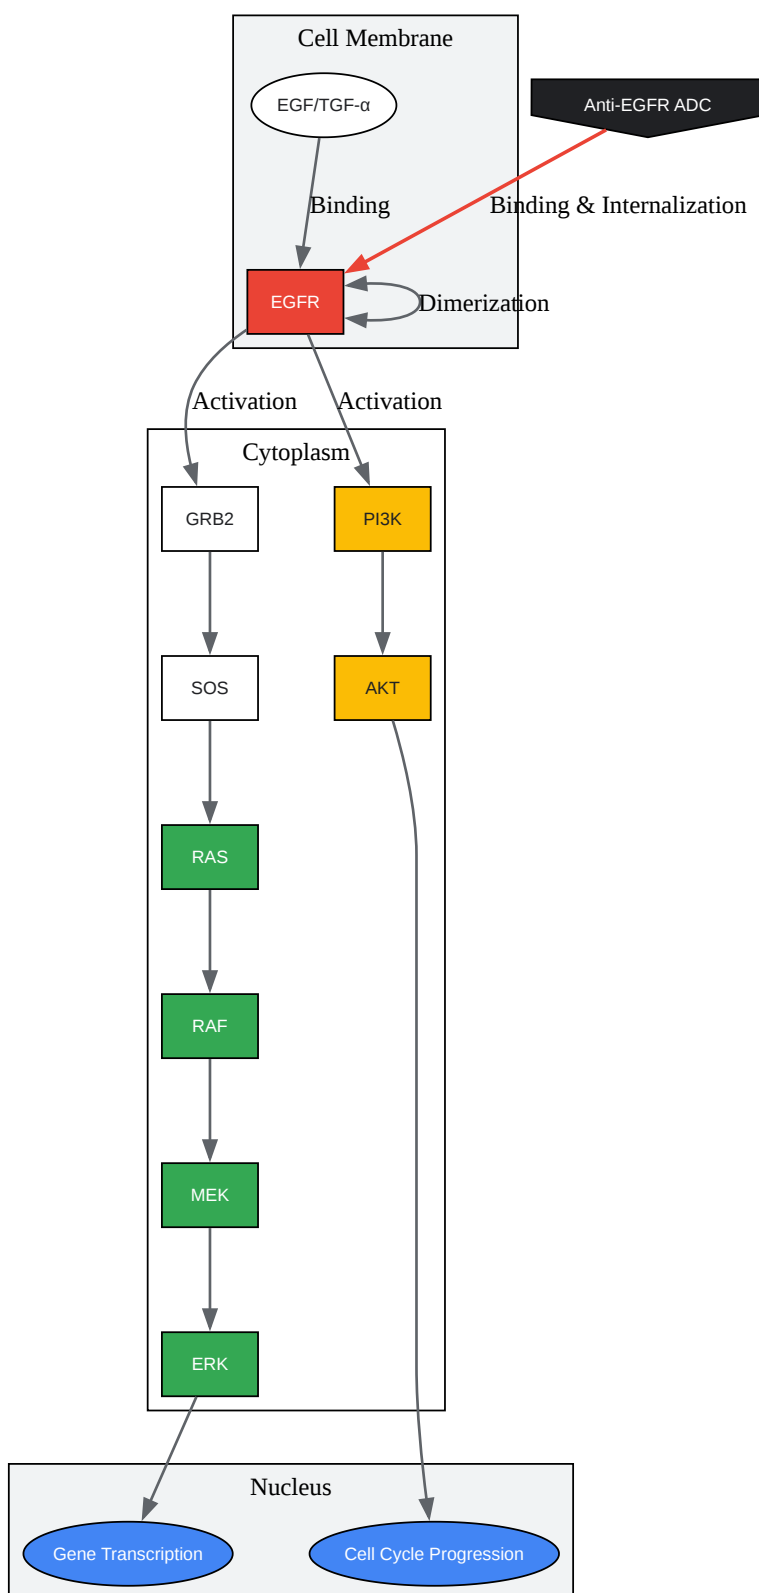 Cell Membrane
EGF/TGF-α
Anti-EGFR ADC
Binding
Binding & Internalization
EGFR
Dimerization
Activation
Activation
Cytoplasm
GRB2
PI3K
SOS
AKT
RAS
RAF
MEK
ERK
Nucleus
Gene Transcription
Cell Cycle Progression